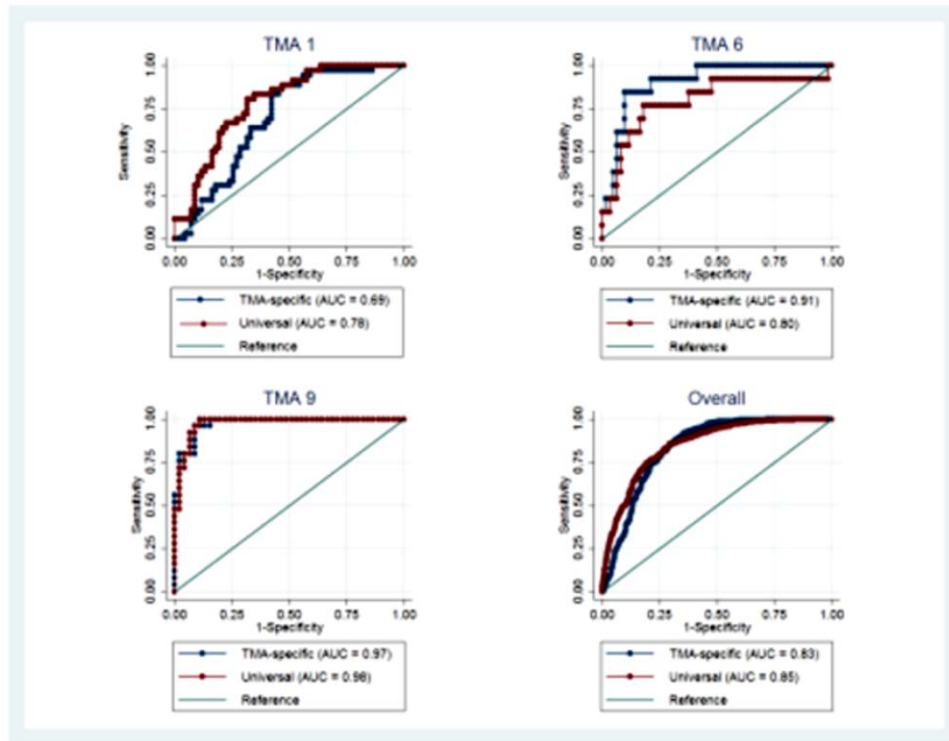 TMA 1
1.00
0.75
0.50
0.25
0.00
Sensitivity
0.00 0.25 0.50 0.75 1.00
1-Specificity
TMA-specific (AUC = 0.69)
Universal (AUC = 0.78)
Reference
TMA 6
1.00
0.75
0.50
0.25
0.00
Sensitivity
0.00 0.25 0.50 0.75 1.00
1-Specificity
TMA-specific (AUC = 0.91)
Universal (AUC = 0.80)
Reference
TMA 9
1.00
0.75
0.50
0.25
0.00
Sensitivity
0.00 0.25 0.50 0.75 1.00
1-Specificity
TMA-specific (AUC = 0.97)
Universal (AUC = 0.98)
Reference
Overall
1.00
0.75
0.50
0.25
0.00
Sensitivity
0.00 0.25 0.50 0.75 1.00
1-Specificity
TMA-specific (AUC = 0.83)
Universal (AUC = 0.85)
Reference